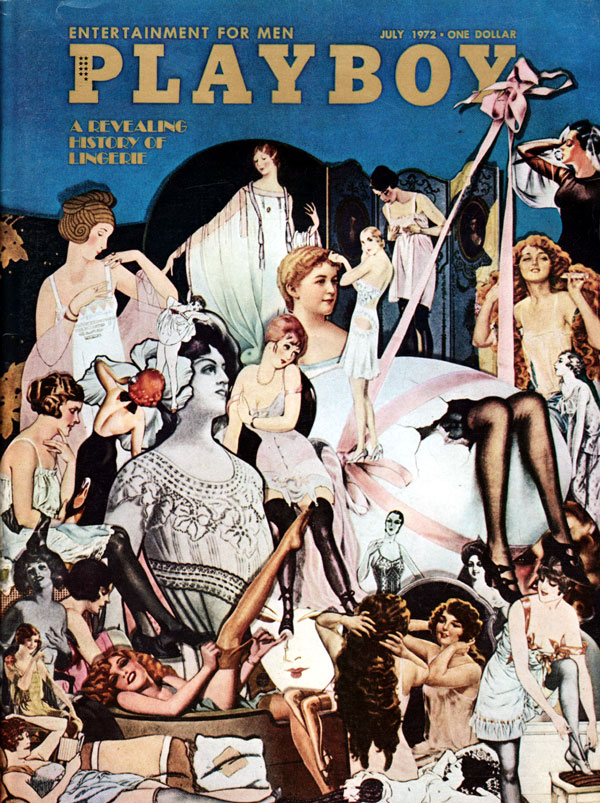 ENTERTAINMENT FOR MEN
JULY 1972 • ONE DOLLAR
PLAYBOY
A REVEALING
HISTORY OF
LINGERIE